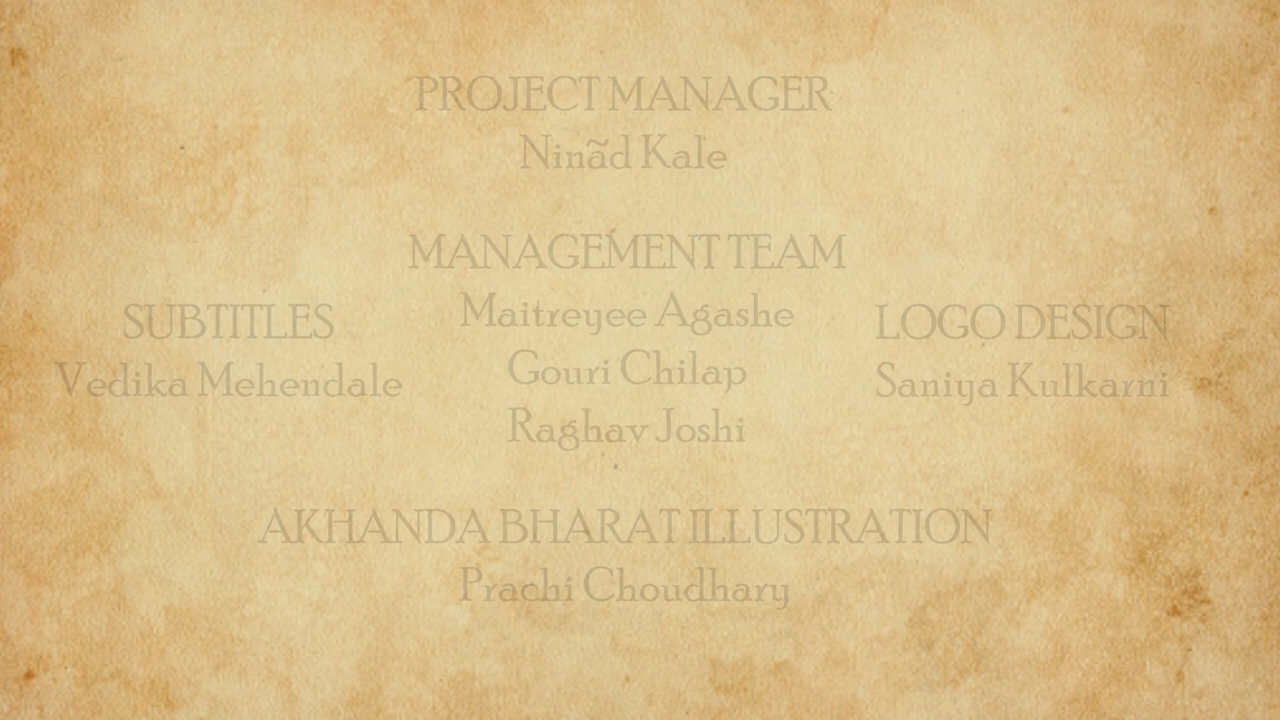 PROJECT MANAGER
Ninãd Kale
MANAGEMENT TEAM
Maitreyee Agashe
Gouri Chilap
Raghav Joshi
SUBTITLES
Vedika Mehendale
LOGO DESIGN
Saniya Kulkarni
AKHANDA BHARAT ILLUSTRATION
Prachi Choudhary